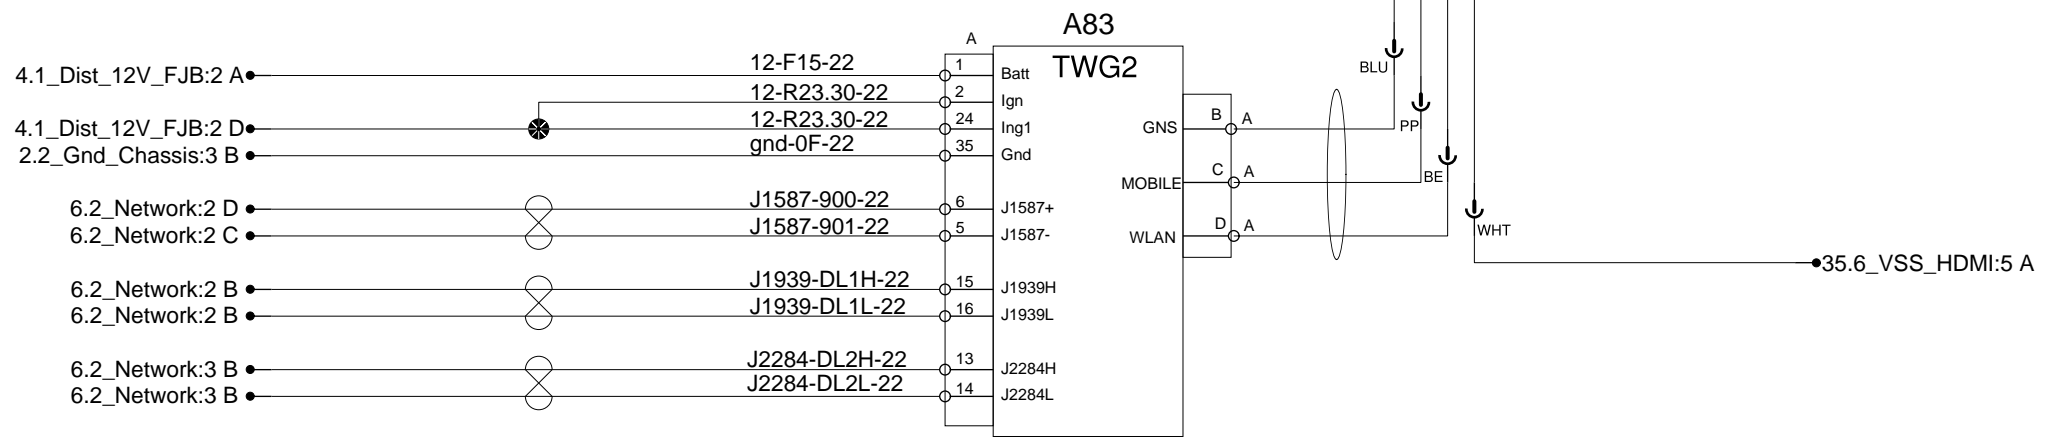 A83
A
TWG2
4.1_Dist_12V_FJB:2 A
12-F15-22
1
Batt
BLU
12-R23.30-22
2
Ign
4.1_Dist_12V_FJB:2 D
12-R23.30-22
24
Ing1
GNS
B
A
PP
2.2_Gnd_Chassis:3 B
gnd-0F-22
35
Gnd
MOBILE
C
A
BE
6.2_Network:2 D
J1587-900-22
6
J1587+
6.2_Network:2 C
J1587-901-22
5
J1587-
WLAN
D
A
WHT
35.6_VSS_HDMI:5 A
6.2_Network:2 B
J1939-DL1H-22
15
J1939H
6.2_Network:2 B
J1939-DL1L-22
16
J1939L
6.2_Network:3 B
J2284-DL2H-22
13
J2284H
6.2_Network:3 B
J2284-DL2L-22
14
J2284L